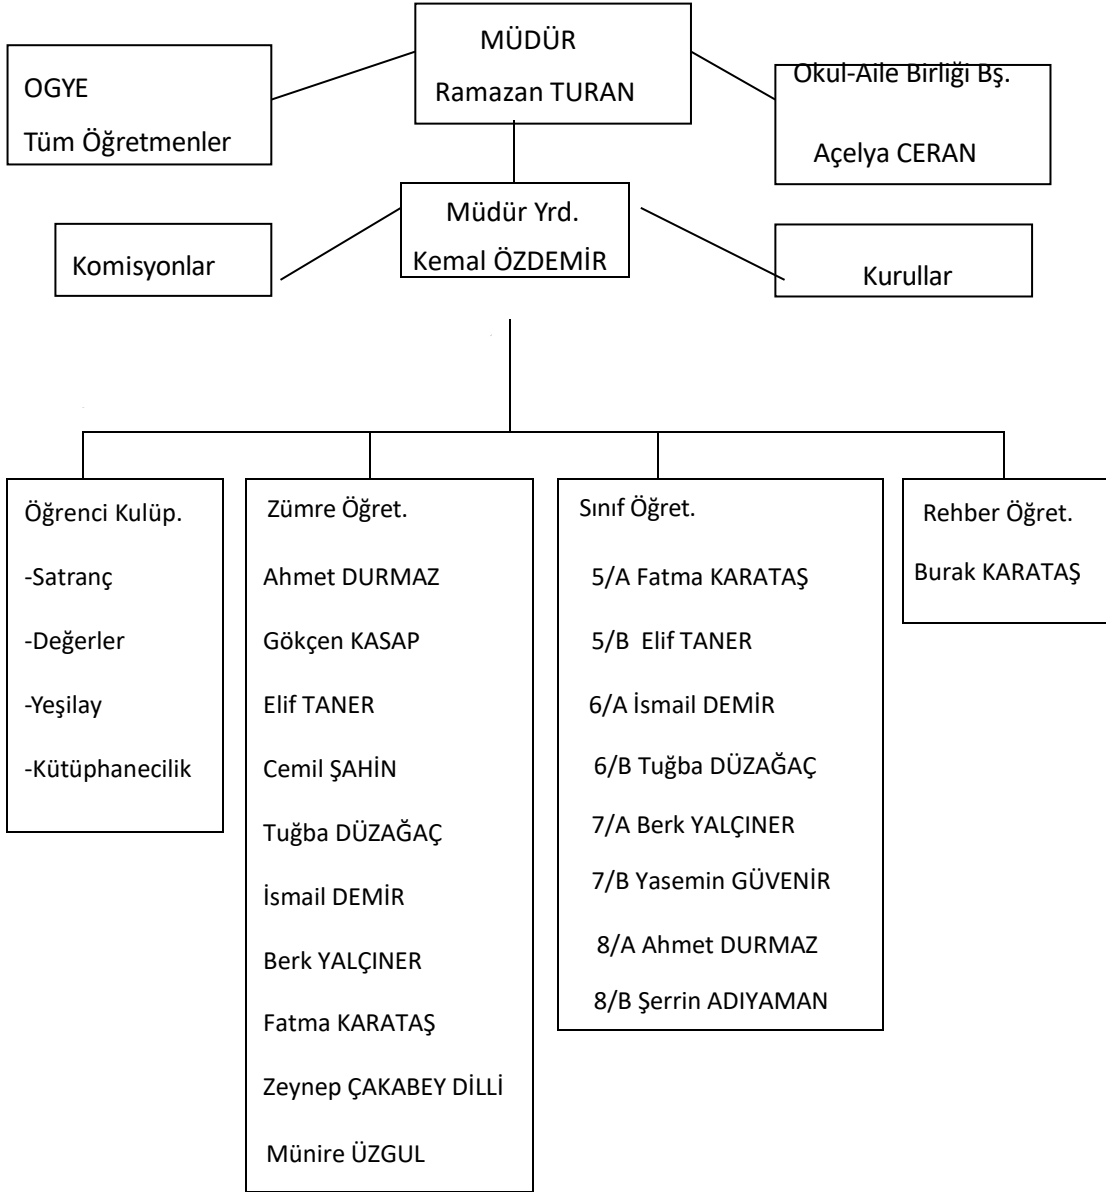 MÜDÜR
Ramazan TURAN
OGYE
Tüm Öğretmenler
Okul-Aile Birliği Bş.
Açelya CERAN
Müdür Yrd.
Kemal ÖZDEMİR
Komisyonlar
Kurullar
Öğrenci Kulüp.
-Satranç
-Değerler
-Yeşilay
-Kütüphanecilik
Zümre Öğret.
Ahmet DURMAZ
Gökçen KASAP
Elif TANER
Cemil ŞAHİN
Tuğba DÜZAĞAÇ
İsmail DEMİR
Berk YALÇINER
Fatma KARATAŞ
Zeynep ÇAKABEY DİLLİ
Münire ÜZGUL
Sınıf Öğret.
5/A Fatma KARATAŞ
5/B Elif TANER
6/A İsmail DEMİR
6/B Tuğba DÜZAĞAÇ
7/A Berk YALÇINER
7/B Yasemin GÜVENİR
8/A Ahmet DURMAZ
8/B Şerrin ADIYAMAN
Rehber Öğret.
Burak KARATAŞ